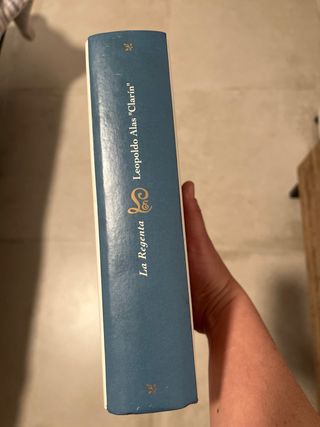 La Regenta
Leopoldo Alas "Clarín"